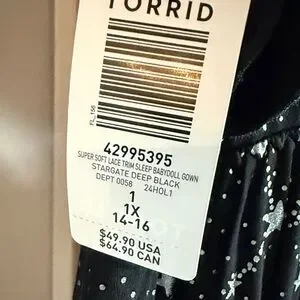 TORRID
FL_156
42995395
SUPER SOFT LACE TRIM SLEEP BABYDOLL GOWN
STARGATE DEEP BLACK
DEPT 0058 24HOL1
1
1X
14-16
$49.90 USA
$64.90 CAN